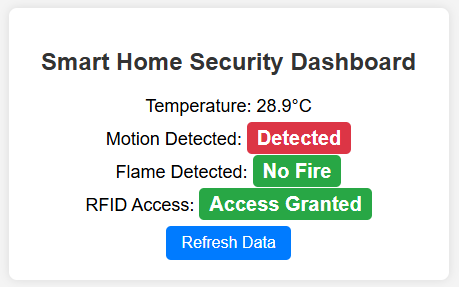 Smart Home Security Dashboard
Temperature: 28.9°C
Motion Detected: Detected
Flame Detected: No Fire
RFID Access: Access Granted
Refresh Data